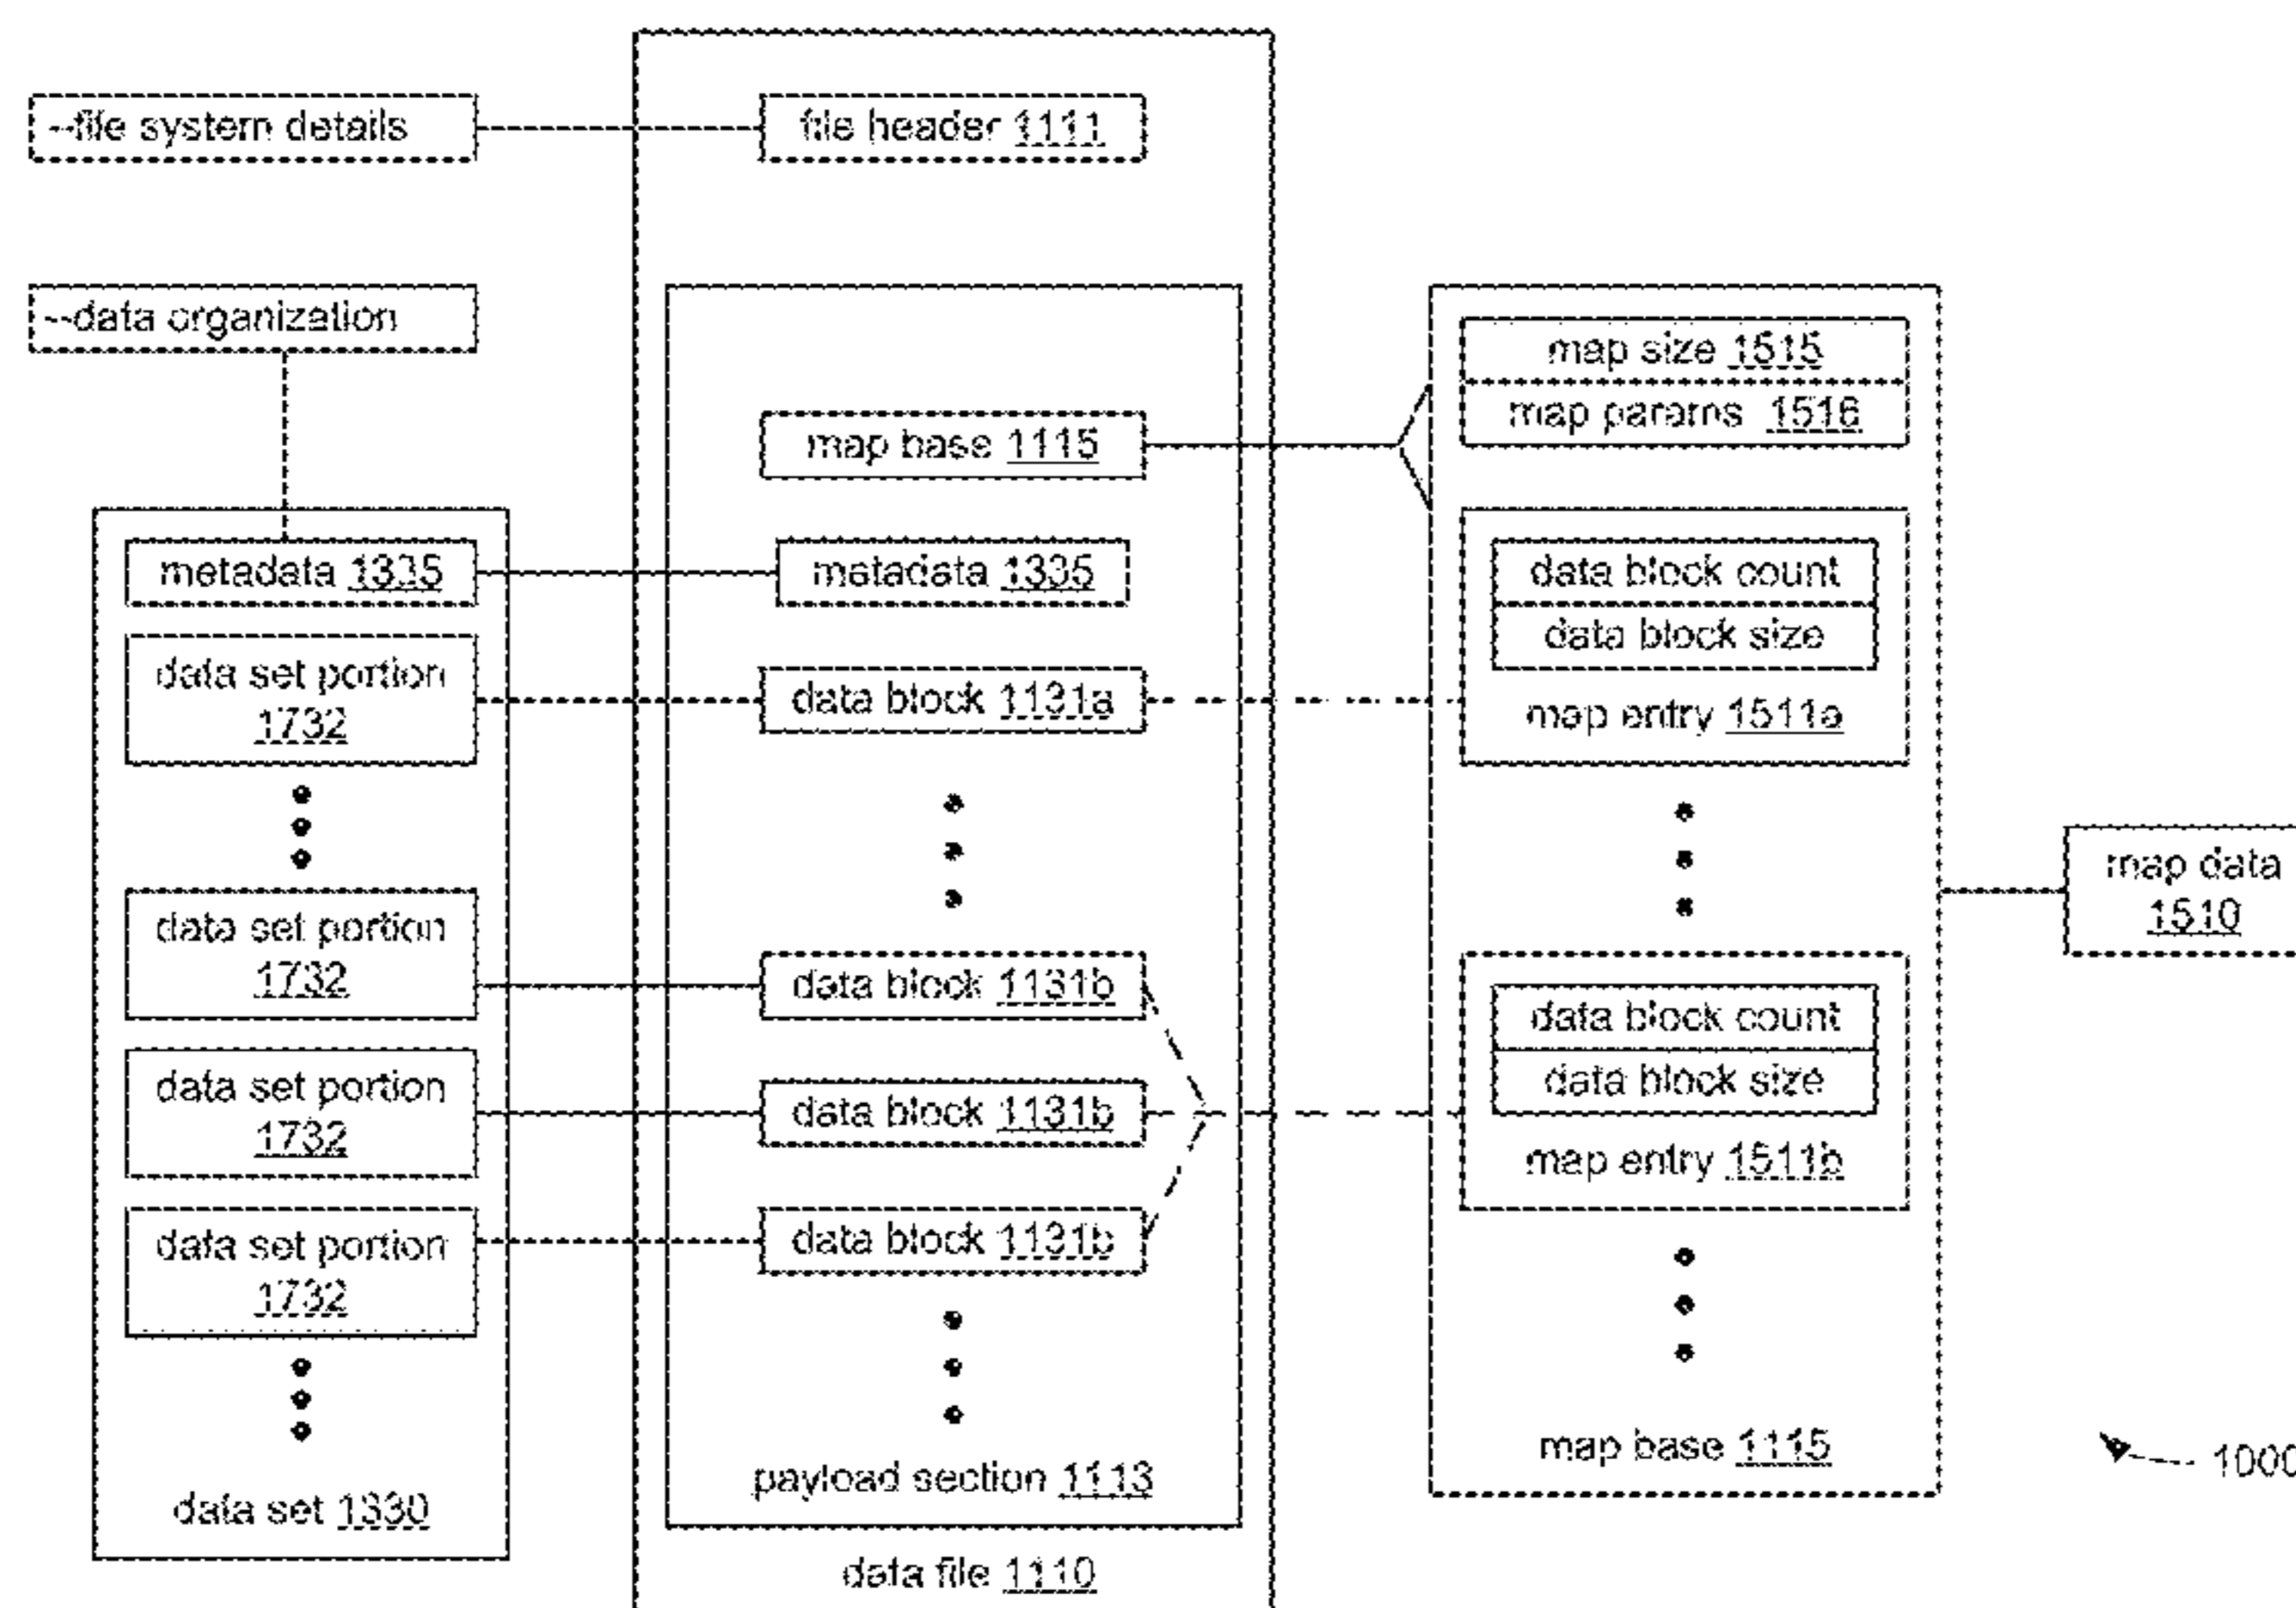 --file system details
file header 1111
--data organization
map base 1115
map size 1515
map params 1516
metadata 1335
metadata 1335
data block count
data block size
map entry 1511a
data set portion
1732
data block 1131a
data set portion
1732
data block 1131b
data set portion
1732
data block 1131b
data set portion
1732
data block 1131b
data block count
data block size
map entry 1511b
map data
1510
map base 1115
1000
payload section 1113
data set 1330
data file 1110